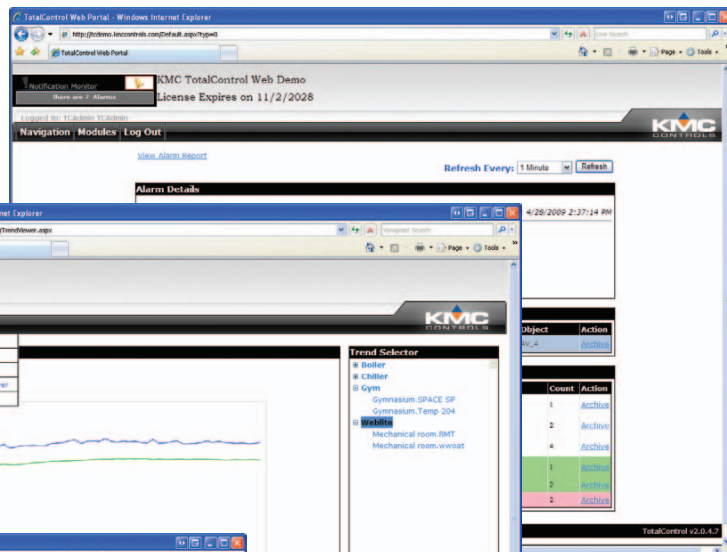 TotalControl Web Portal - Windows Internet Explorer
http://tcdemo.kmccontrols.com/Default.aspx?typ=0
Live Search
TotalControl Web Portal
Page
Tools
Notification Monitor
There are 7 Alarms
KMC TotalControl Web Demo
License Expires on 11/2/2028
Logged In: TCAdmin TCAdmin
Navigation Modules Log Out
KMC
CONTROLS
View Alarm Report
Refresh Every: 1 Minute Refresh
Alarm Details
4/28/2009 2:37:14 PM
net Explorer
/TrendViewer.aspx
Search
Page
Tools
KMC
CONTROLS
Object Action
AV_4 Archive
Trend Selector
Boiler
Chiller
Gym
Gymnasium.SPACE SP
Gymnasium.Temp 204
Weblite
Mechanical room.RMT
Mechanical room.wwoat
Count Action
1 Archive
2 Archive
4 Archive
1 Archive
2 Archive
2 Archive
TotalControl v2.0.4.7